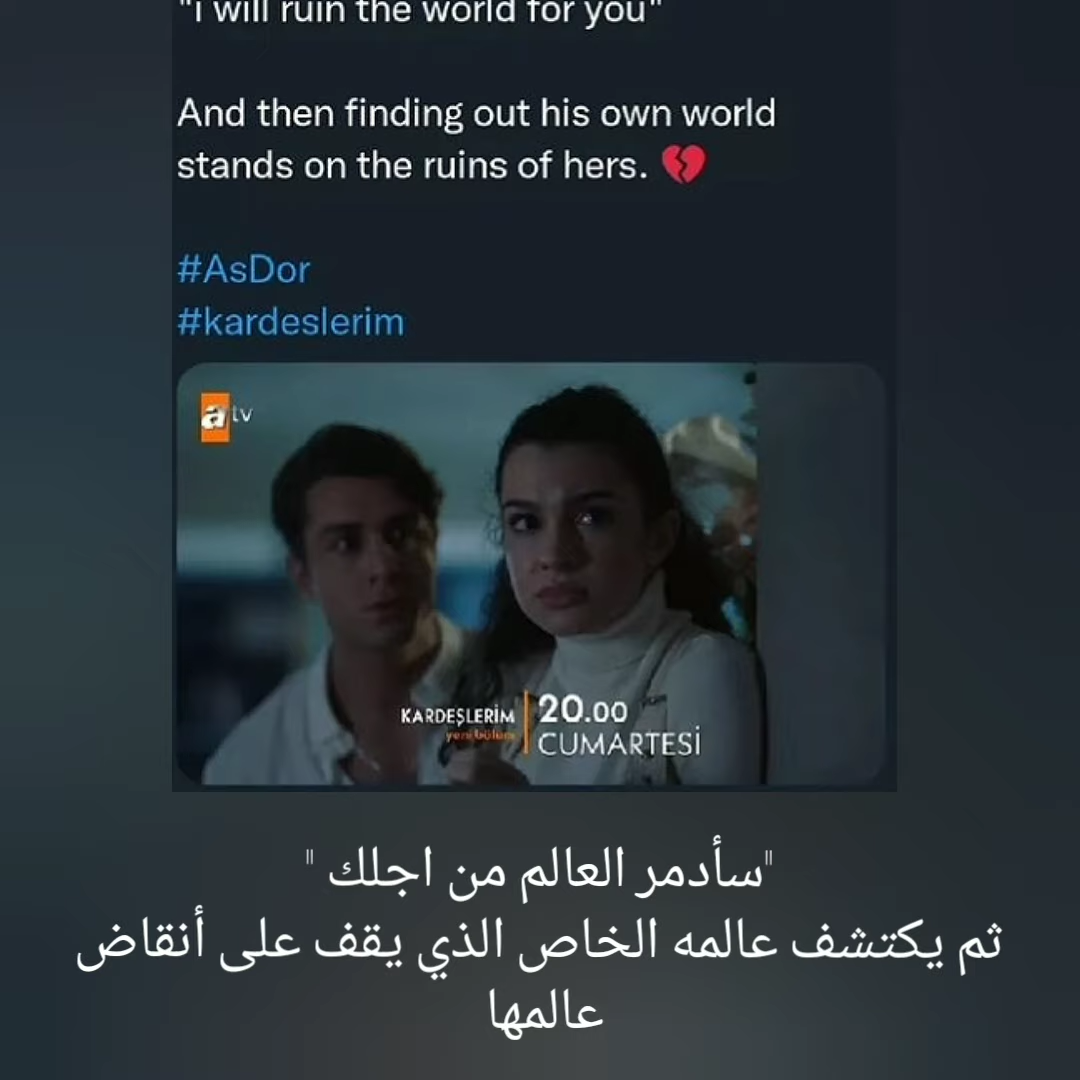 "i will ruin the world for you"
And then finding out his own world
stands on the ruins of hers. 💔
#AsDor
#kardeslerim
atv
KARDEŞLERİM
yeni bölüm
20.00
CUMARTESİ
"سأدمر العالم من اجلك "
ثم يكتشف عالمه الخاص الذي يقف على أنقاض
عالمها